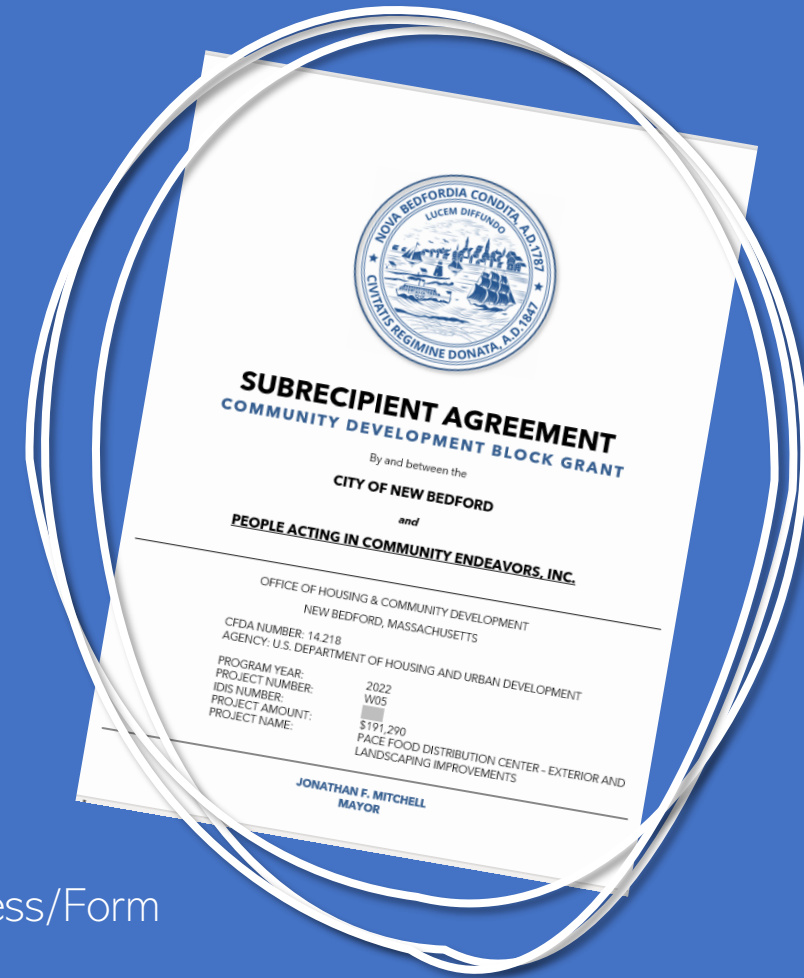 NOVA BEDFORDIA CONDITA, A.D.1787
LUCEM DIFFUNDO
CIVITATIS REGIMINE DONATA, A.D.1847
SUBRECIPIENT AGREEMENT
COMMUNITY DEVELOPMENT BLOCK GRANT
By and between the
CITY OF NEW BEDFORD
and
PEOPLE ACTING IN COMMUNITY ENDEAVORS, INC.
OFFICE OF HOUSING & COMMUNITY DEVELOPMENT
NEW BEDFORD, MASSACHUSETTS
CFDA NUMBER: 14.218
AGENCY: U.S. DEPARTMENT OF HOUSING AND URBAN DEVELOPMENT
PROGRAM YEAR: 2022
PROJECT NUMBER: W05
IDIS NUMBER:
PROJECT AMOUNT: $191,290
PROJECT NAME: PACE FOOD DISTRIBUTION CENTER – EXTERIOR AND
LANDSCAPING IMPROVEMENTS
JONATHAN F. MITCHELL
MAYOR
ess/Form